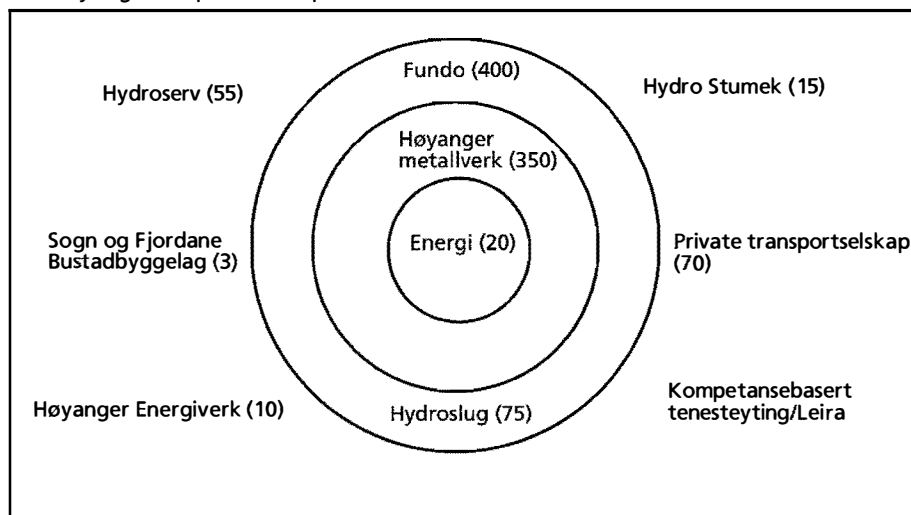 Fundo (400)
Hydroserv (55)
Hydro Stumek (15)
Høyanger
metallverk (350)
Energi (20)
Sogn og Fjordane
Bustadbyggelag (3)
Private transportselskap
(70)
Høyanger Energiverk (10)
Hydroslug (75)
Kompetansebasert
tenesteyting/Leira